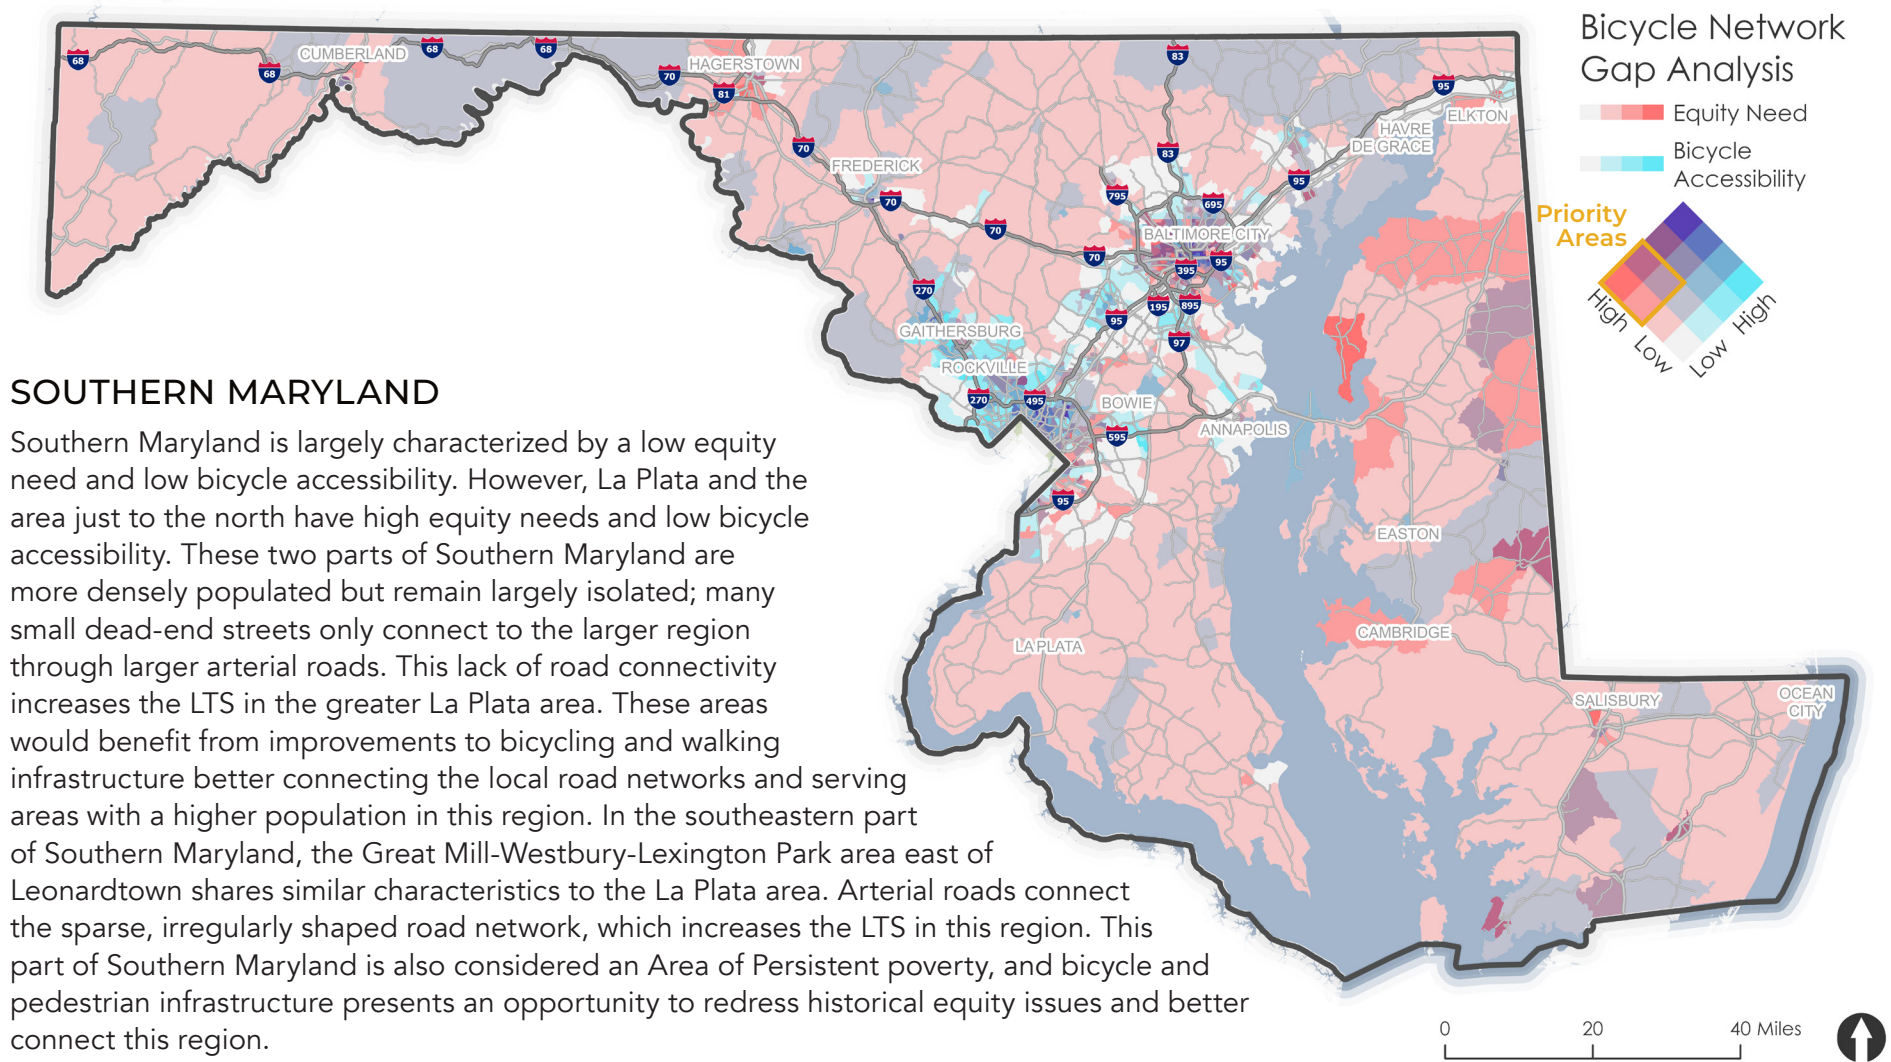 Bicycle Network
Gap Analysis
Equity Need
Bicycle
Accessibility
Priority
Areas
High
Low
Low
High
68
68
CUMBERLAND
68
68
70
81
HAGERSTOWN
70
FREDERICK
70
70
70
83
83
795
695
BALTIMORE CITY
395
95
195
895
95
97
95
95
HAVRE
DE GRACE
ELKTON
270
GAITHERSBURG
ROCKVILLE
270
495
BOWIE
595
ANNAPOLIS
95
EASTON
CAMBRIDGE
LA PLATA
SALISBURY
OCEAN
CITY
SOUTHERN MARYLAND
Southern Maryland is largely characterized by a low equity
need and low bicycle accessibility. However, La Plata and the
area just to the north have high equity needs and low bicycle
accessibility. These two parts of Southern Maryland are
more densely populated but remain largely isolated; many
small dead-end streets only connect to the larger region
through larger arterial roads. This lack of road connectivity
increases the LTS in the greater La Plata area. These areas
would benefit from improvements to bicycling and walking
infrastructure better connecting the local road networks and serving
areas with a higher population in this region. In the southeastern part
of Southern Maryland, the Great Mill-Westbury-Lexington Park area east of
Leonardtown shares similar characteristics to the La Plata area. Arterial roads connect
the sparse, irregularly shaped road network, which increases the LTS in this region. This
part of Southern Maryland is also considered an Area of Persistent poverty, and bicycle and
pedestrian infrastructure presents an opportunity to redress historical equity issues and better
connect this region.
0 20 40 Miles